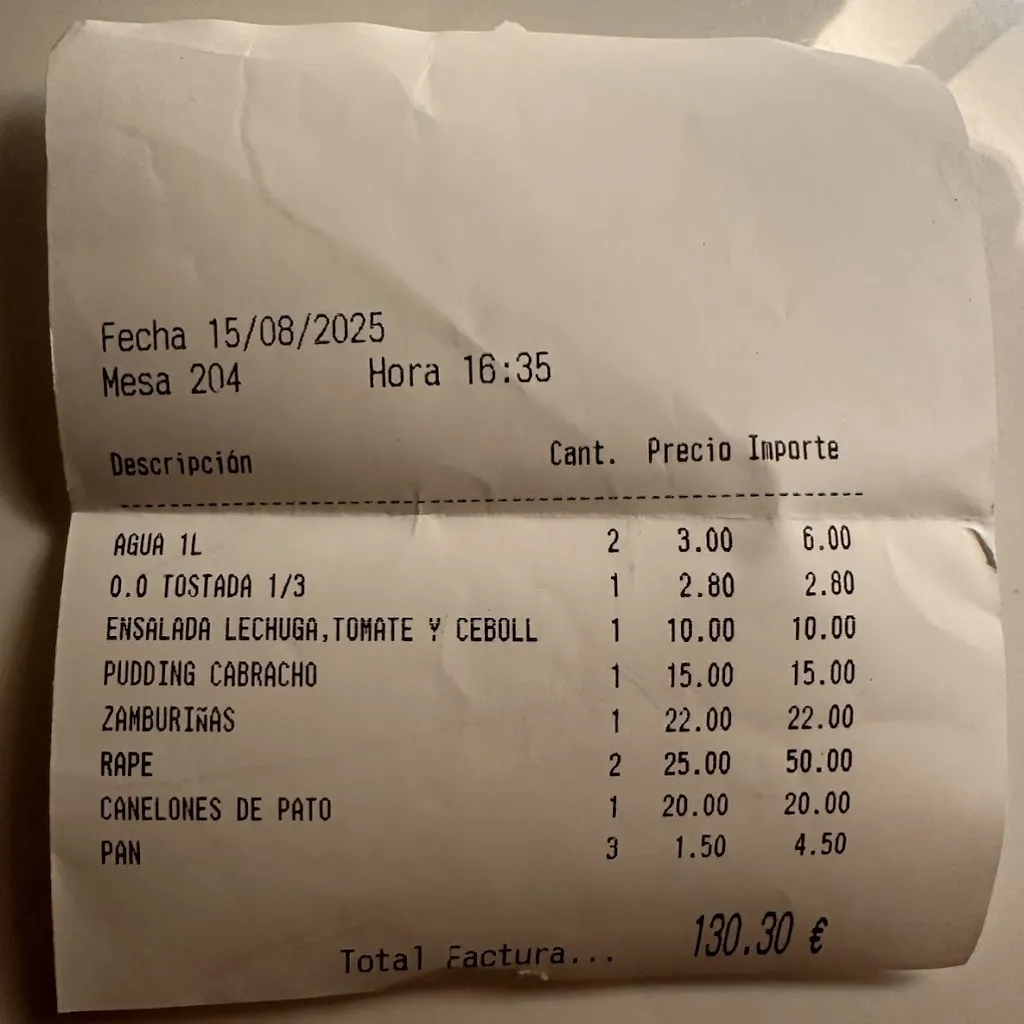 Fecha 15/08/2025
Mesa 204 Hora 16:35
Descripción Cant. Precio Importe
AGUA 1L 2 3.00 6.00
0.0 TOSTADA 1/3 1 2.80 2.80
ENSALADA LECHUGA,TOMATE Y CEBOLL 1 10.00 10.00
PUDDING CABRACHO 1 15.00 15.00
ZAMBURIÑAS 1 22.00 22.00
RAPE 2 25.00 50.00
CANELONES DE PATO 1 20.00 20.00
PAN 3 1.50 4.50
Total Factura... 130.30 €